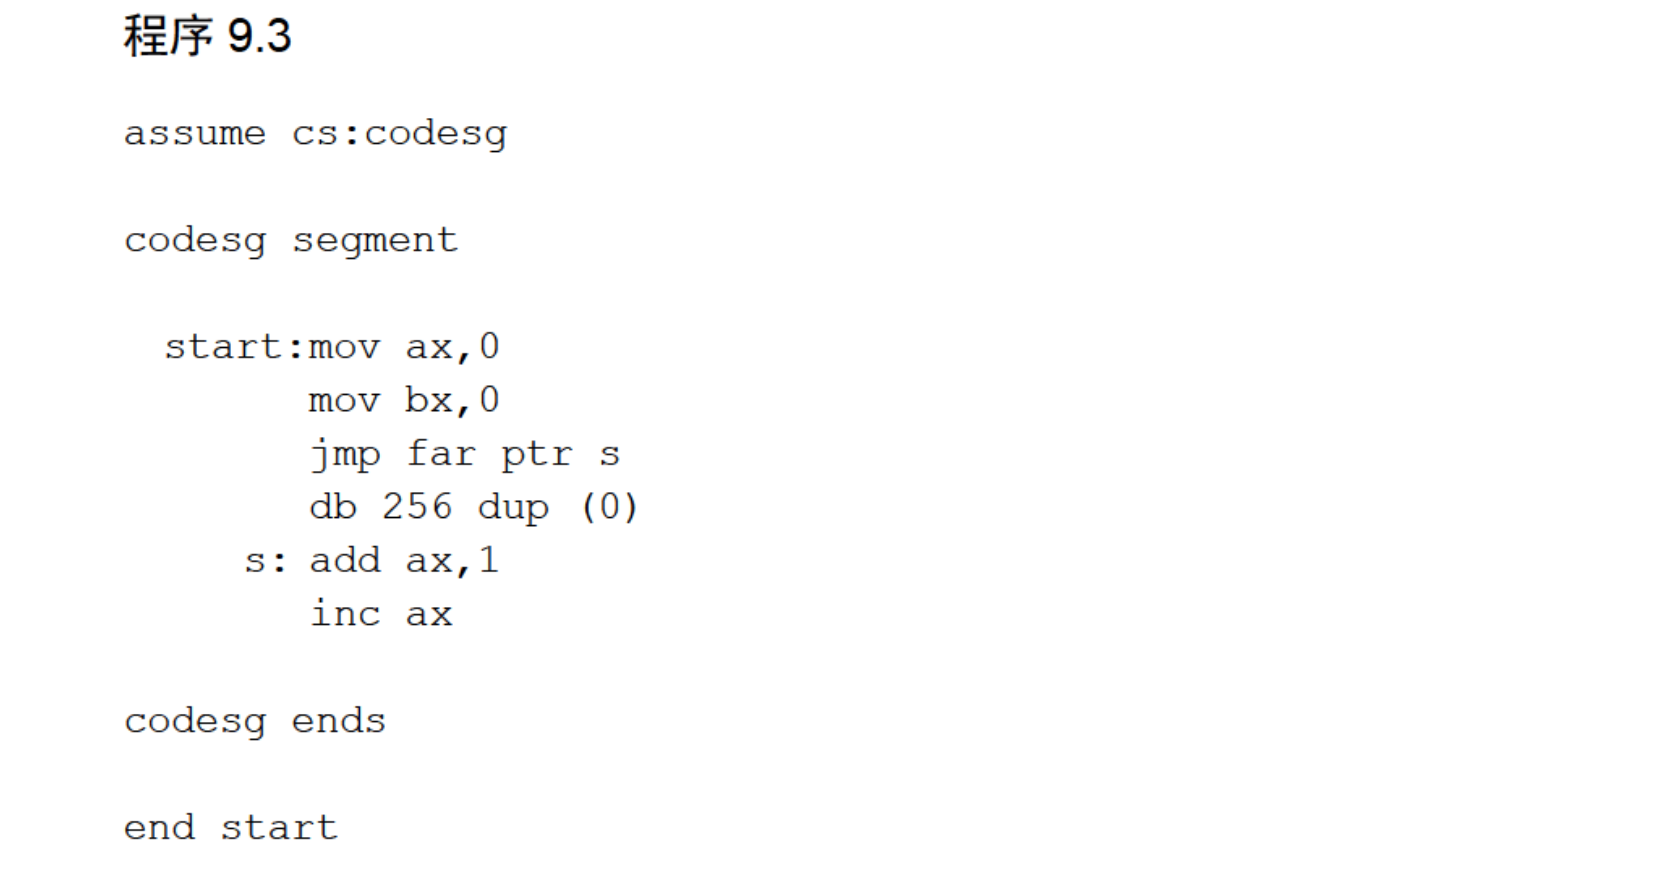 程序 9.3
assume cs:codesg
codesg segment
start:mov ax,0
mov bx,0
jmp far ptr s
db 256 dup (0)
s: add ax,1
inc ax
codesg ends
end start